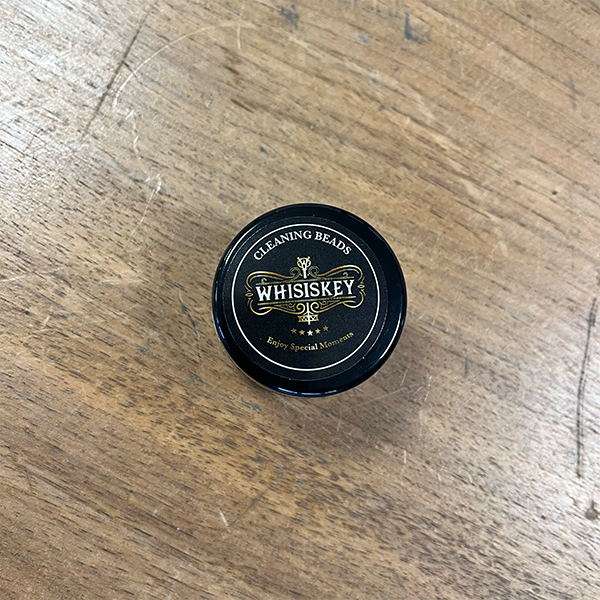 CLEANING BEADS
W
WHISISKEY
Enjoy Special Moments